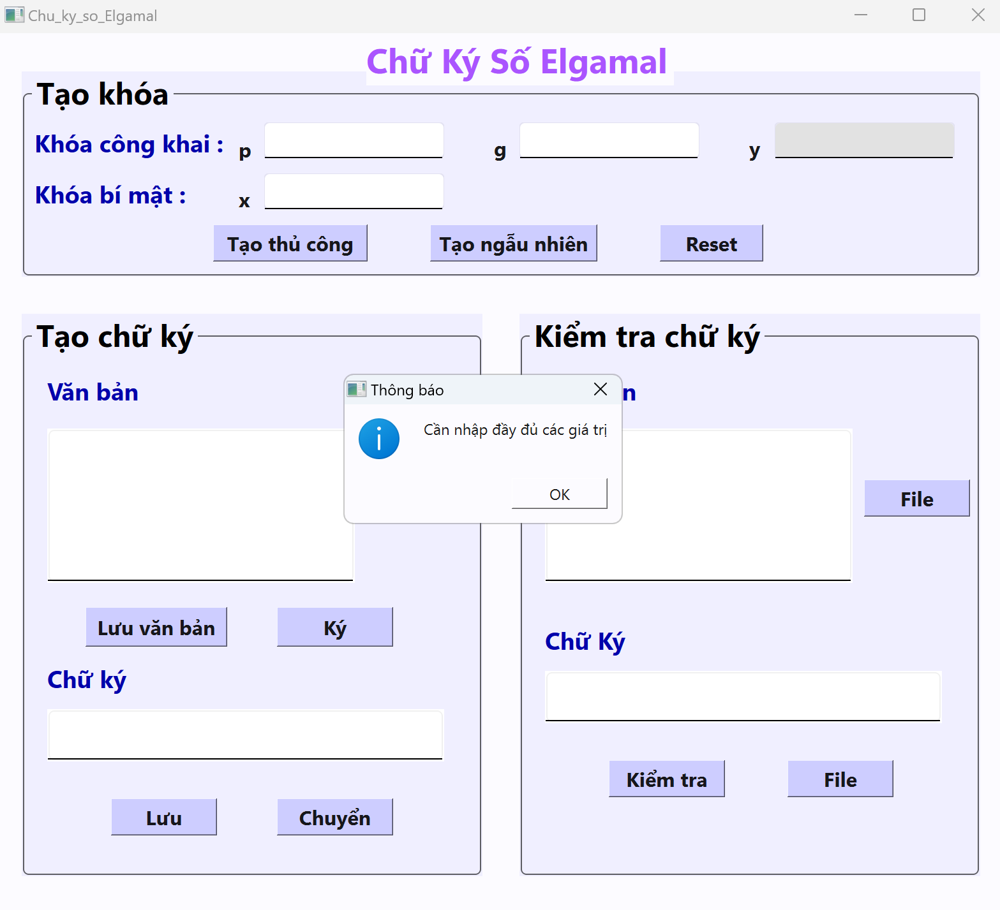 Chu_ky_so_Elgamal
Chữ Ký Số Elgamal
Tạo khóa
Khóa công khai : p g y
Khóa bí mật : x
Tạo thủ công Tạo ngẫu nhiên Reset
Tạo chữ ký
Văn bản
Lưu văn bản Ký
Chữ ký
Lưu Chuyển
Kiểm tra chữ ký
n
File
Chữ Ký
Kiểm tra File
Thông báo
Cần nhập đầy đủ các giá trị
OK